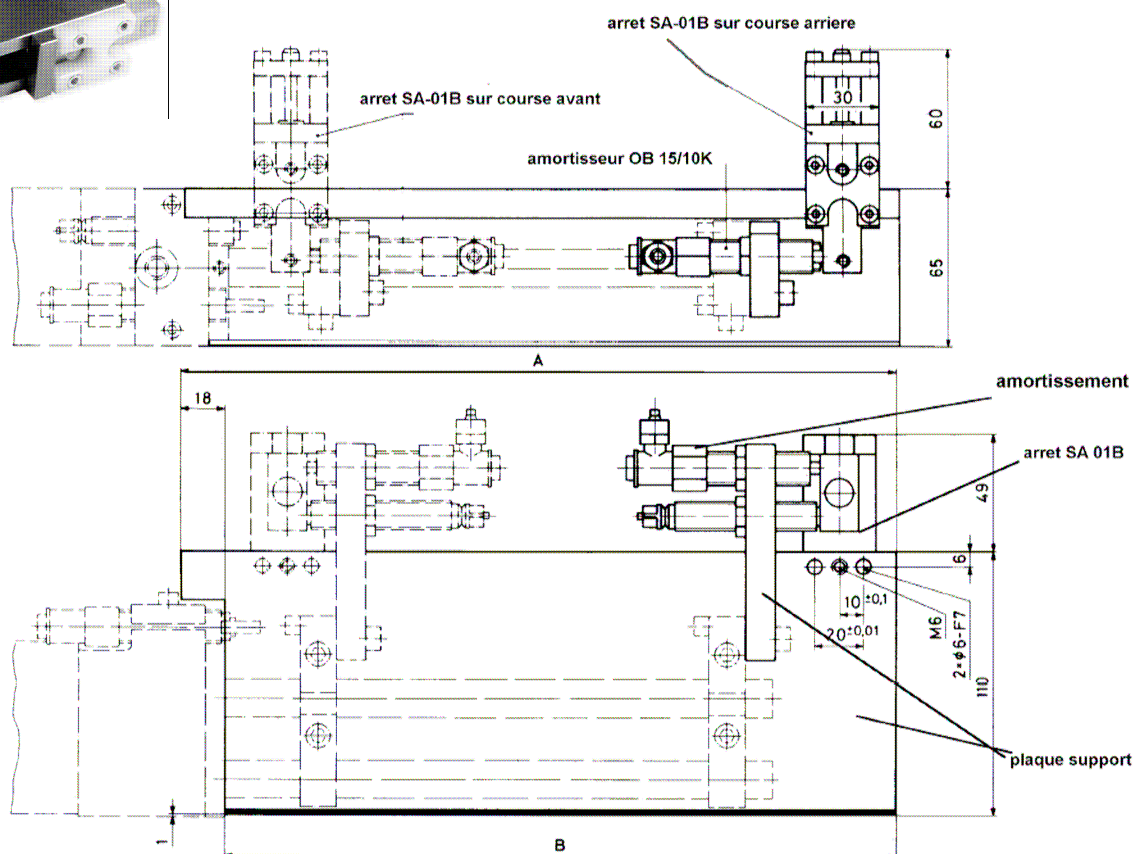 arret SA-01B sur course arriere
arret SA-01B sur course avant
30
60
amortisseur OB 15/10K
65
A
18
amortissement
arret SA 01B
49
6
10 ±0,1
20±0,01
M6
2×ϕ6-F7
110
plaque support
1
B